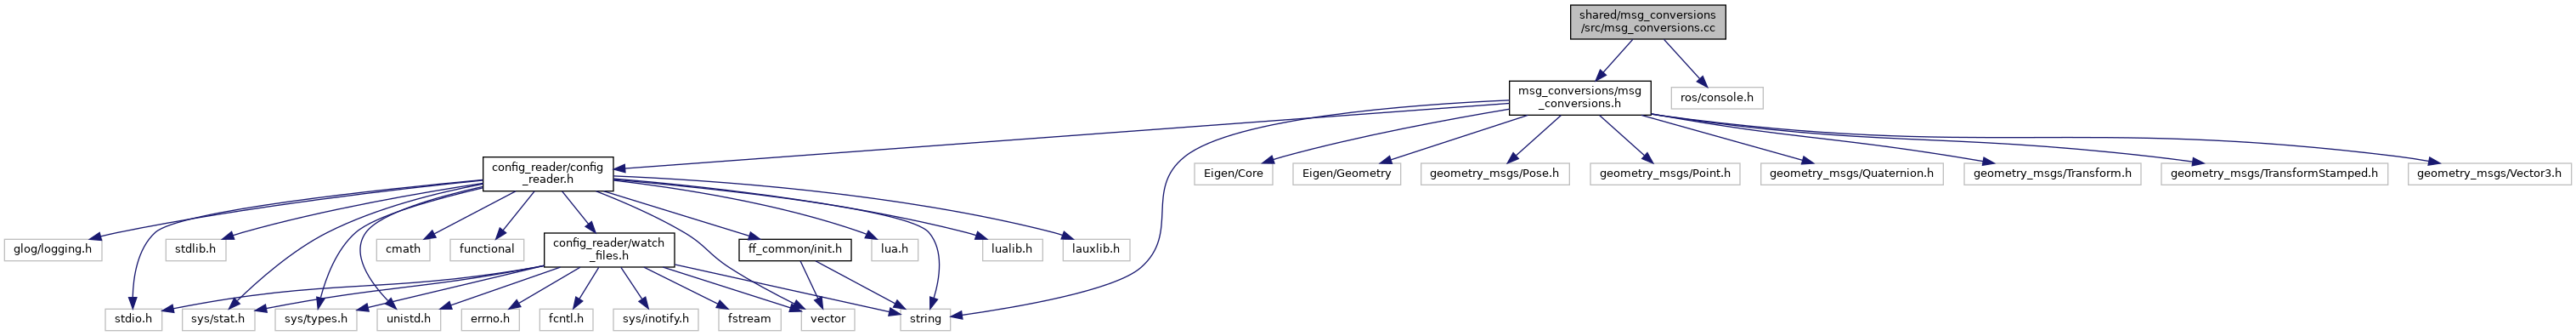 shared/msg_conversions
/src/msg_conversions.cc
msg_conversions/msg
_conversions.h
ros/console.h
config_reader/config
_reader.h
Eigen/Core
Eigen/Geometry
geometry_msgs/Pose.h
geometry_msgs/Point.h
geometry_msgs/Quaternion.h
geometry_msgs/Transform.h
geometry_msgs/TransformStamped.h
geometry_msgs/Vector3.h
glog/logging.h
stdlib.h
cmath
functional
config_reader/watch
_files.h
ff_common/init.h
lua.h
lualib.h
lauxlib.h
stdio.h
sys/stat.h
sys/types.h
unistd.h
errno.h
fcntl.h
sys/inotify.h
fstream
vector
string